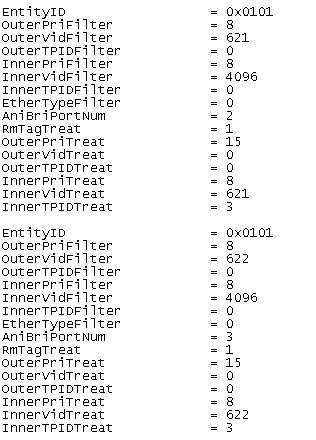 EntityID = 0x0101
OuterPriFilter = 8
OuterVidFilter = 621
OuterTPIDFilter = 0
InnerPriFilter = 8
InnerVidFilter = 4096
InnerTPIDFilter = 0
EtherTypeFilter = 0
AniBriPortNum = 2
RmTagTreat = 1
OuterPriTreat = 15
OuterVidTreat = 0
OuterTPIDTreat = 0
InnerPriTreat = 8
InnerVidTreat = 621
InnerTPIDTreat = 3
EntityID = 0x0101
OuterPriFilter = 8
OuterVidFilter = 622
OuterTPIDFilter = 0
InnerPriFilter = 8
InnerVidFilter = 4096
InnerTPIDFilter = 0
EtherTypeFilter = 0
AniBriPortNum = 3
RmTagTreat = 1
OuterPriTreat = 15
OuterVidTreat = 0
OuterTPIDTreat = 0
InnerPriTreat = 8
InnerVidTreat = 622
InnerTPIDTreat = 3